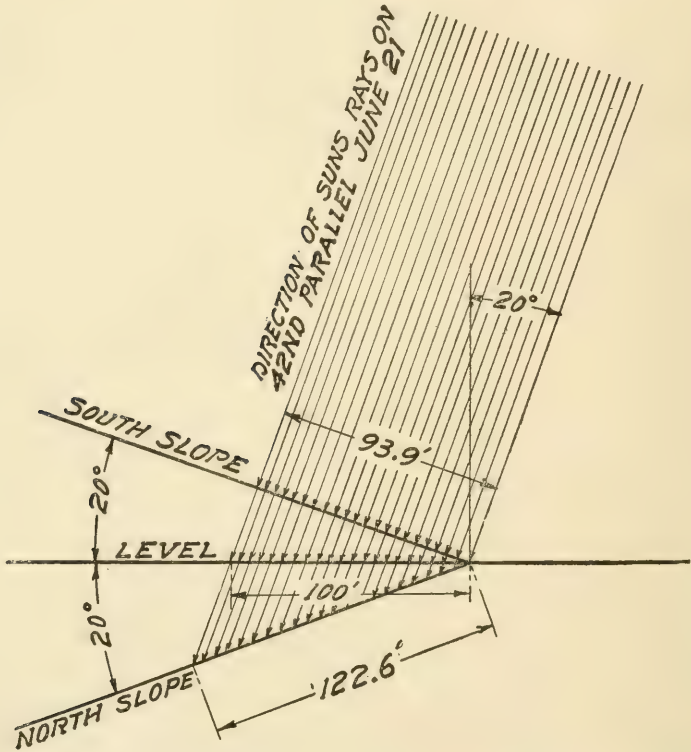 DIRECTION OF SUNS RAYS ON
42ND PARALLEL JUNE 21
20°
SOUTH SLOPE
93.9'
20°
LEVEL
100'
20°
122.6'
NORTH SLOPE